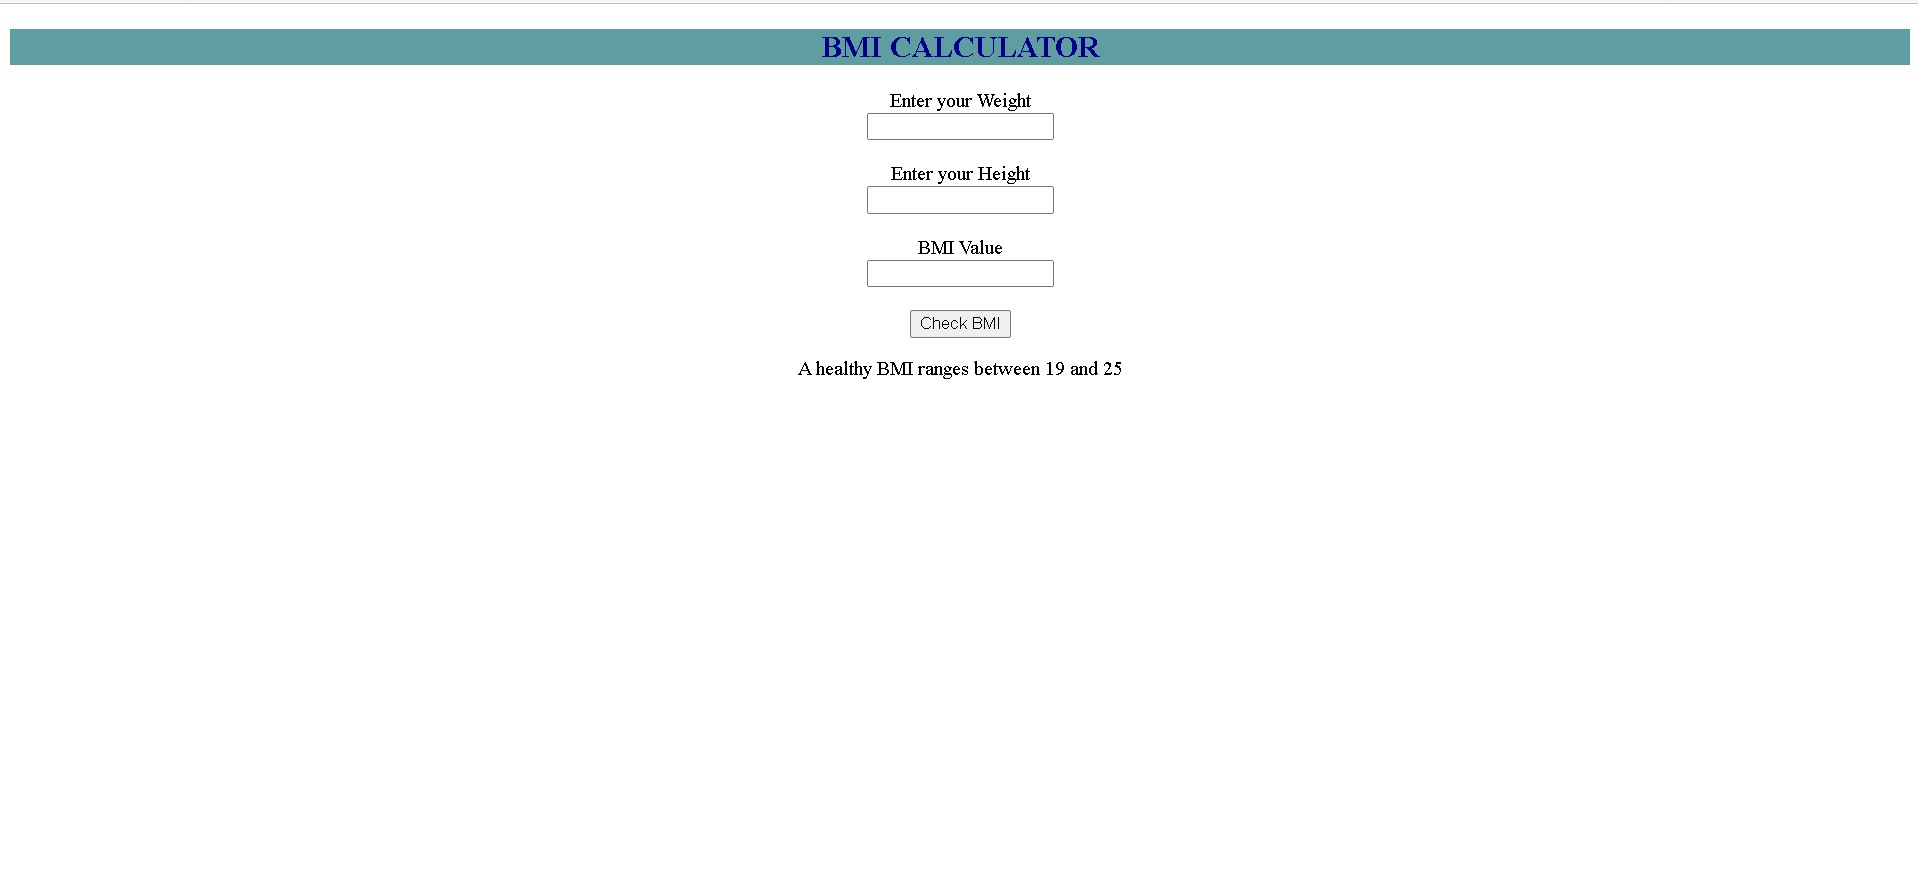 BMI CALCULATOR
Enter your Weight
Enter your Height
BMI Value
Check BMI
A healthy BMI ranges between 19 and 25